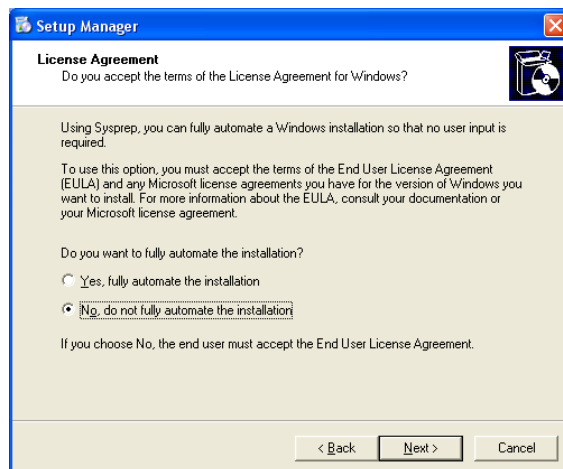 Setup Manager
License Agreement
Do you accept the terms of the License Agreement for Windows?
Using Sysprep, you can fully automate a Windows installation so that no user input is
required.
To use this option, you must accept the terms of the End User License Agreement
(EULA) and any Microsoft license agreements you have for the version of Windows you
want to install. For more information about the EULA, consult your documentation or
your Microsoft license agreement.
Do you want to fully automate the installation?
Yes, fully automate the installation
No, do not fully automate the installation
If you choose No, the end user must accept the End User License Agreement.
< Back Next > Cancel